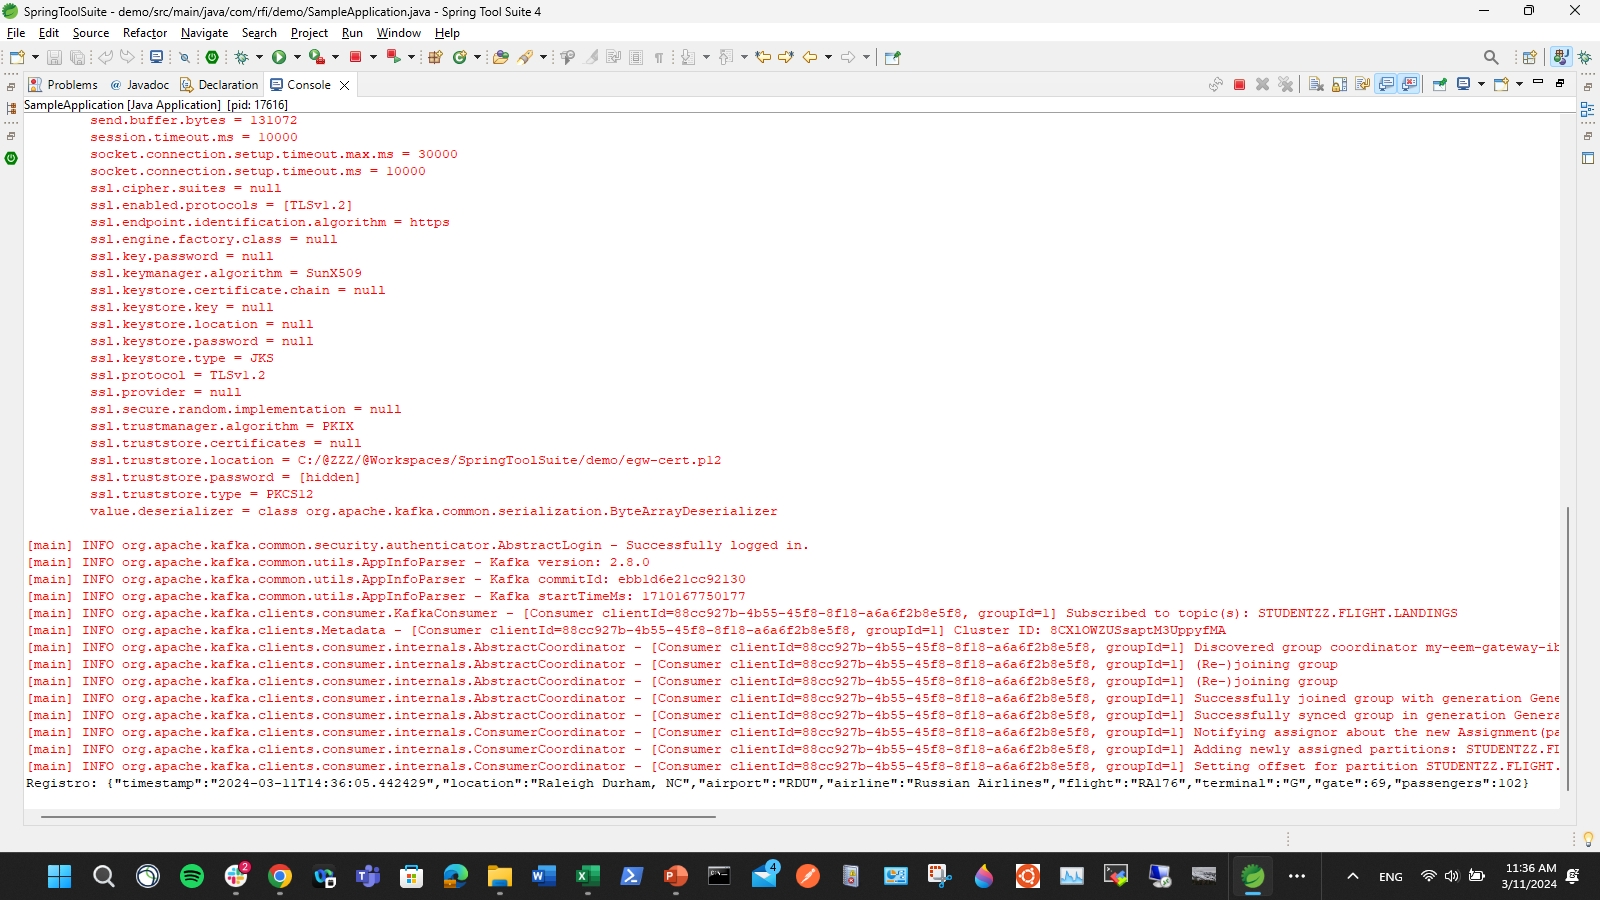 SpringToolSuite - demo/src/main/java/com/rfi/demo/SampleApplication.java - Spring Tool Suite 4
File Edit Source Refactor Navigate Search Project Run Window Help
Problems @ Javadoc Declaration Console
SampleApplication [Java Application] [pid: 17616]
send.buffer.bytes = 131072
session.timeout.ms = 10000
socket.connection.setup.timeout.max.ms = 30000
socket.connection.setup.timeout.ms = 10000
ssl.cipher.suites = null
ssl.enabled.protocols = [TLSv1.2]
ssl.endpoint.identification.algorithm = https
ssl.engine.factory.class = null
ssl.key.password = null
ssl.keymanager.algorithm = SunX509
ssl.keystore.certificate.chain = null
ssl.keystore.key = null
ssl.keystore.location = null
ssl.keystore.password = null
ssl.keystore.type = JKS
ssl.protocol = TLSv1.2
ssl.provider = null
ssl.secure.random.implementation = null
ssl.trustmanager.algorithm = PKIX
ssl.truststore.certificates = null
ssl.truststore.location = C:/@ZZZ/@Workspaces/SpringToolSuite/demo/egw-cert.p12
ssl.truststore.password = [hidden]
ssl.truststore.type = PKCS12
value.deserializer = class org.apache.kafka.common.serialization.ByteArrayDeserializer
[main] INFO org.apache.kafka.common.security.authenticator.AbstractLogin - Successfully logged in.
[main] INFO org.apache.kafka.common.utils.AppInfoParser - Kafka version: 2.8.0
[main] INFO org.apache.kafka.common.utils.AppInfoParser - Kafka commitId: ebb1d6e21cc92130
[main] INFO org.apache.kafka.common.utils.AppInfoParser - Kafka startTimeMs: 1710167750177
[main] INFO org.apache.kafka.clients.consumer.KafkaConsumer - [Consumer clientId=88cc927b-4b55-45f8-8f18-a6a6f2b8e5f8, groupId=1] Subscribed to topic(s): STUDENTZZ.FLIGHT.LANDINGS
[main] INFO org.apache.kafka.clients.Metadata - [Consumer clientId=88cc927b-4b55-45f8-8f18-a6a6f2b8e5f8, groupId=1] Cluster ID: 8CXlOWZUSsaptM3UppyfMA
[main] INFO org.apache.kafka.clients.consumer.internals.AbstractCoordinator - [Consumer clientId=88cc927b-4b55-45f8-8f18-a6a6f2b8e5f8, groupId=1] Discovered group coordinator my-eem-gateway-ib
[main] INFO org.apache.kafka.clients.consumer.internals.AbstractCoordinator - [Consumer clientId=88cc927b-4b55-45f8-8f18-a6a6f2b8e5f8, groupId=1] (Re-)joining group
[main] INFO org.apache.kafka.clients.consumer.internals.AbstractCoordinator - [Consumer clientId=88cc927b-4b55-45f8-8f18-a6a6f2b8e5f8, groupId=1] (Re-)joining group
[main] INFO org.apache.kafka.clients.consumer.internals.AbstractCoordinator - [Consumer clientId=88cc927b-4b55-45f8-8f18-a6a6f2b8e5f8, groupId=1] Successfully joined group with generation Gene
[main] INFO org.apache.kafka.clients.consumer.internals.AbstractCoordinator - [Consumer clientId=88cc927b-4b55-45f8-8f18-a6a6f2b8e5f8, groupId=1] Successfully synced group in generation Genera
[main] INFO org.apache.kafka.clients.consumer.internals.ConsumerCoordinator - [Consumer clientId=88cc927b-4b55-45f8-8f18-a6a6f2b8e5f8, groupId=1] Notifying assignor about the new Assignment(pa
[main] INFO org.apache.kafka.clients.consumer.internals.ConsumerCoordinator - [Consumer clientId=88cc927b-4b55-45f8-8f18-a6a6f2b8e5f8, groupId=1] Adding newly assigned partitions: STUDENTZZ.FL
[main] INFO org.apache.kafka.clients.consumer.internals.ConsumerCoordinator - [Consumer clientId=88cc927b-4b55-45f8-8f18-a6a6f2b8e5f8, groupId=1] Setting offset for partition STUDENTZZ.FLIGHT.
Registro: {"timestamp":"2024-03-11T14:36:05.442429","location":"Raleigh Durham, NC","airport":"RDU","airline":"Russian Airlines","flight":"RA176","terminal":"G","gate":69,"passengers":102}
2
4
ENG
11:36 AM
3/11/2024